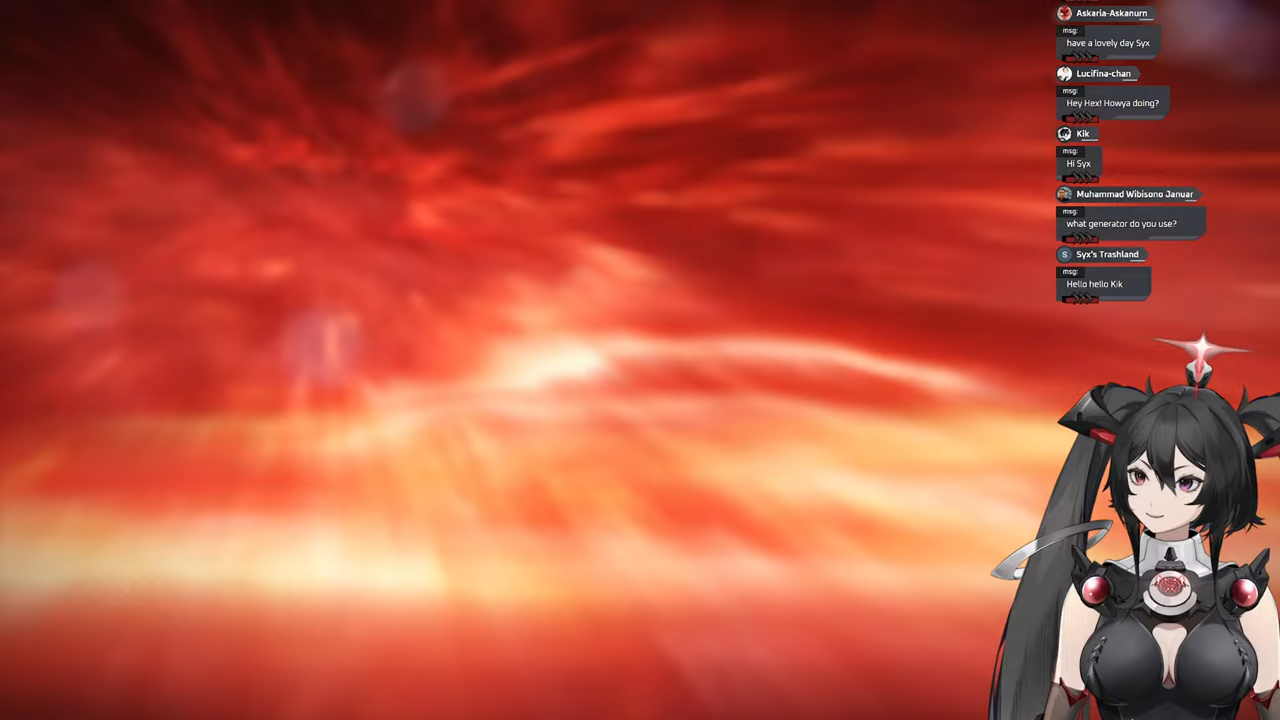 Askaria-Askanurn
msg:
have a lovely day Syx
Lucifina-chan
msg:
Hey Hex! Howya doing?
Kik
msg:
Hi Syx
Muhammad Wibisono Januar
msg:
what generator do you use?
S
Syx's Trashland
msg:
Hello hello Kik